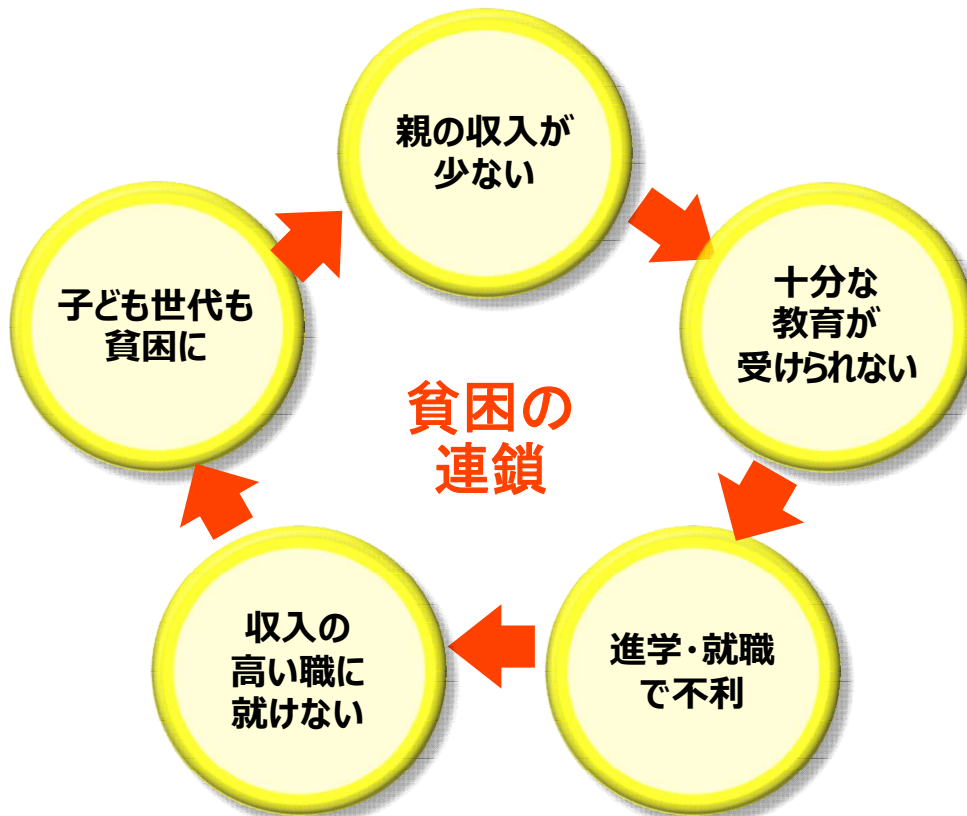 親の収入が
少ない
十分な
教育が
受けられない
進学・就職
で不利
収入の
高い職に
就けない
子ども世代も
貧困に
貧困の
連鎖